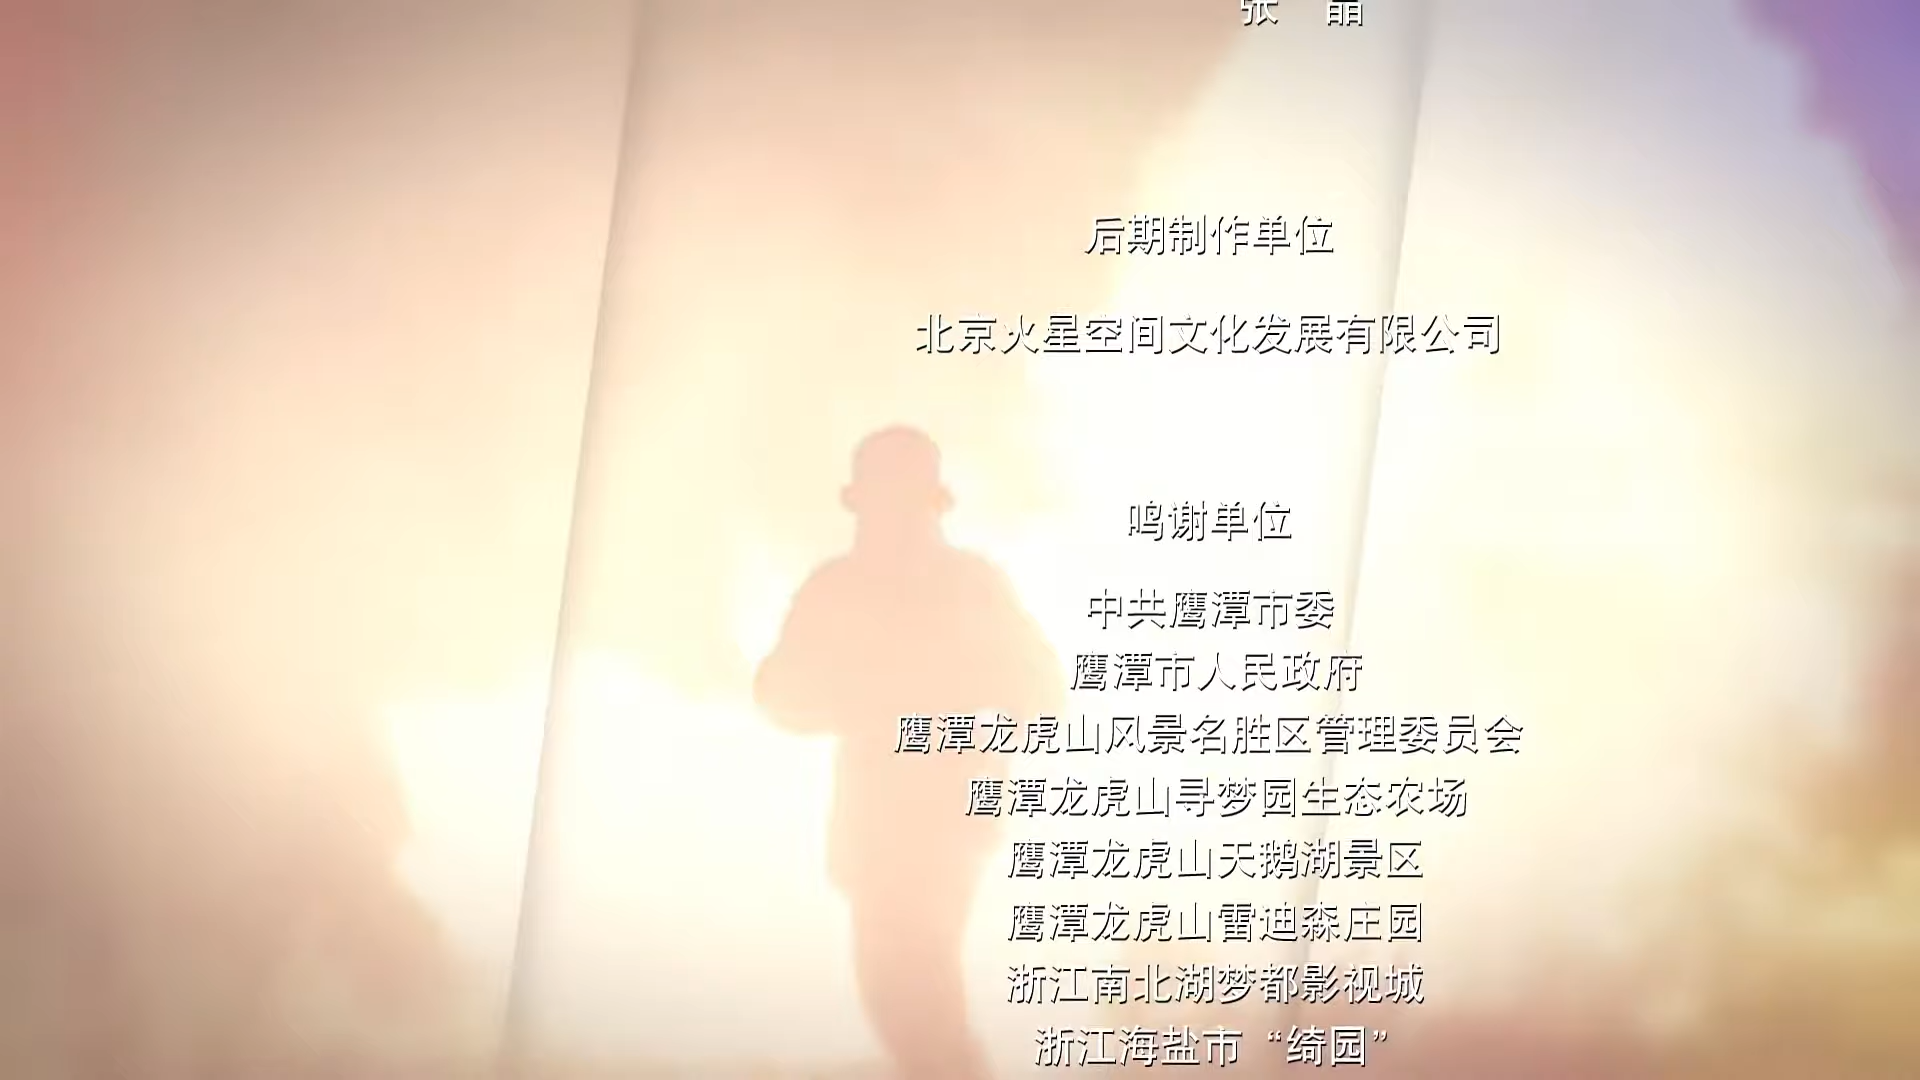 张 晶
后期制作单位
北京火星空间文化发展有限公司
鸣谢单位
中共鹰潭市委
鹰潭市人民政府
鹰潭龙虎山风景名胜区管理委员会
鹰潭龙虎山寻梦园生态农场
鹰潭龙虎山天鹅湖景区
鹰潭龙虎山雷迪森庄园
浙江南北湖梦都影视城
浙江海盐市“绮园”